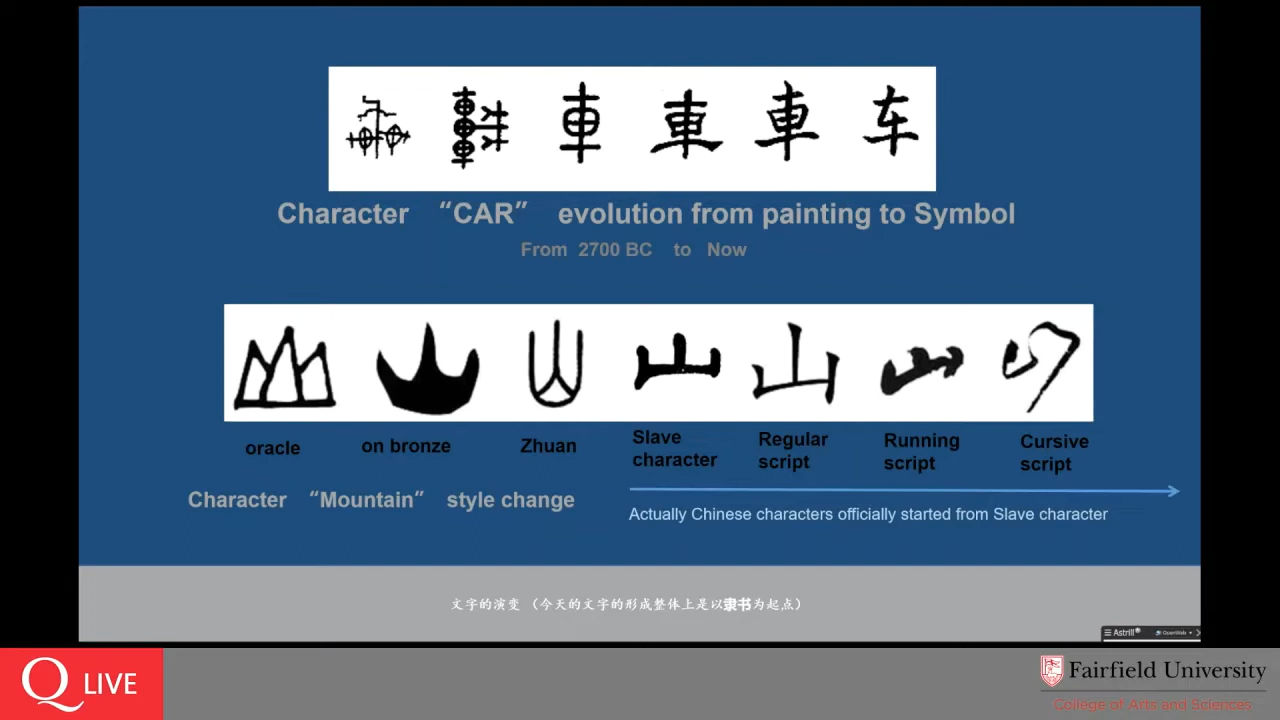 車 車 車 车
Character “CAR” evolution from painting to Symbol
From 2700 BC to Now
山 山 山
oracle
on bronze
Zhuan
Slave character
Regular script
Running script
Cursive script
Character “Mountain” style change
Actually Chinese characters officially started from Slave character
文字的演变 (今天的文字的形成整体上是以隶书为起点)
Astrill
OpenWeb
Q LIVE
Fairfield University
College of Arts and Sciences